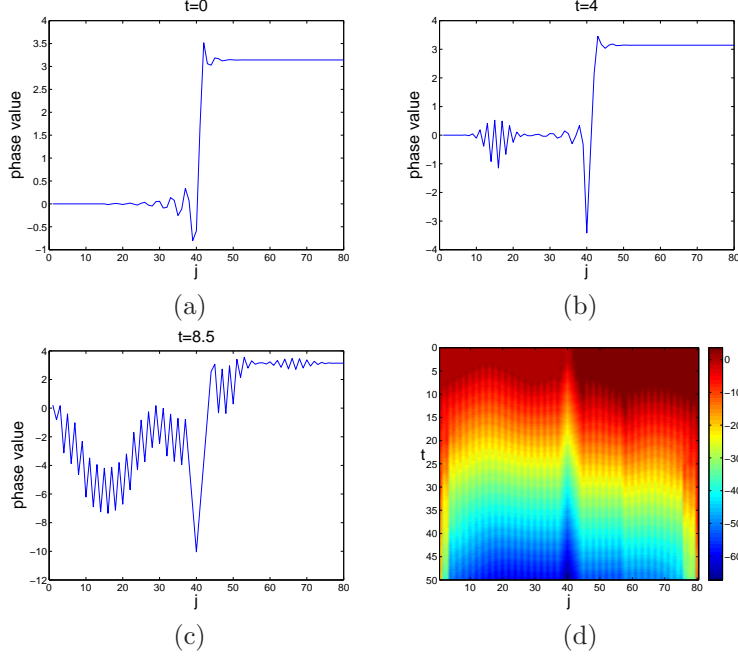 t=0
phase value
4
3.5
3
2.5
2
1.5
1
0.5
0
−0.5
−1
0 10 20 30 40 50 60 70 80
j
(a)
t=4
phase value
4
3
2
1
0
−1
−2
−3
−4
0 10 20 30 40 50 60 70 80
j
(b)
t=8.5
phase value
4
2
0
−2
−4
−6
−8
−10
−12
0 10 20 30 40 50 60 70 80
j
(c)
t
0
5
10
15
20
25
30
35
40
45
50
10 20 30 40 50 60 70 80
j
0
−10
−20
−30
−40
−50
−60
(d)